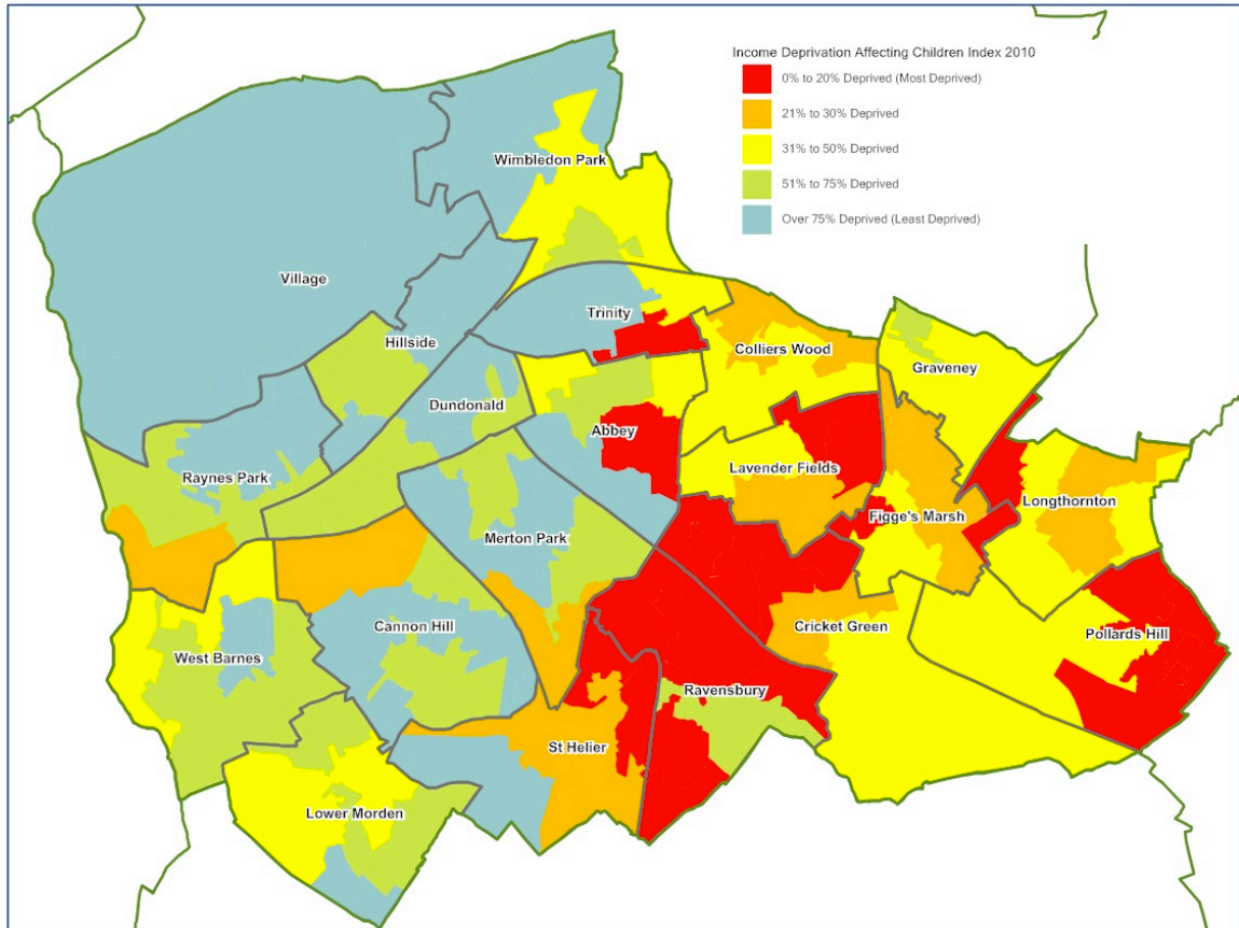 Income Deprivation Affecting Children Index 2010
0% to 20% Deprived (Most Deprived)
21% to 30% Deprived
31% to 50% Deprived
51% to 75% Deprived
Over 75% Deprived (Least Deprived)
Wimbledon Park
Village
Trinity
Hillside
Colliers Wood
Graveney
Dundonald
Abbey
Lavender Fields
Raynes Park
Longthornton
Figge's Marsh
Merton Park
Cannon Hill
Cricket Green
Pollards Hill
West Barnes
Ravensbury
St Helier
Lower Morden